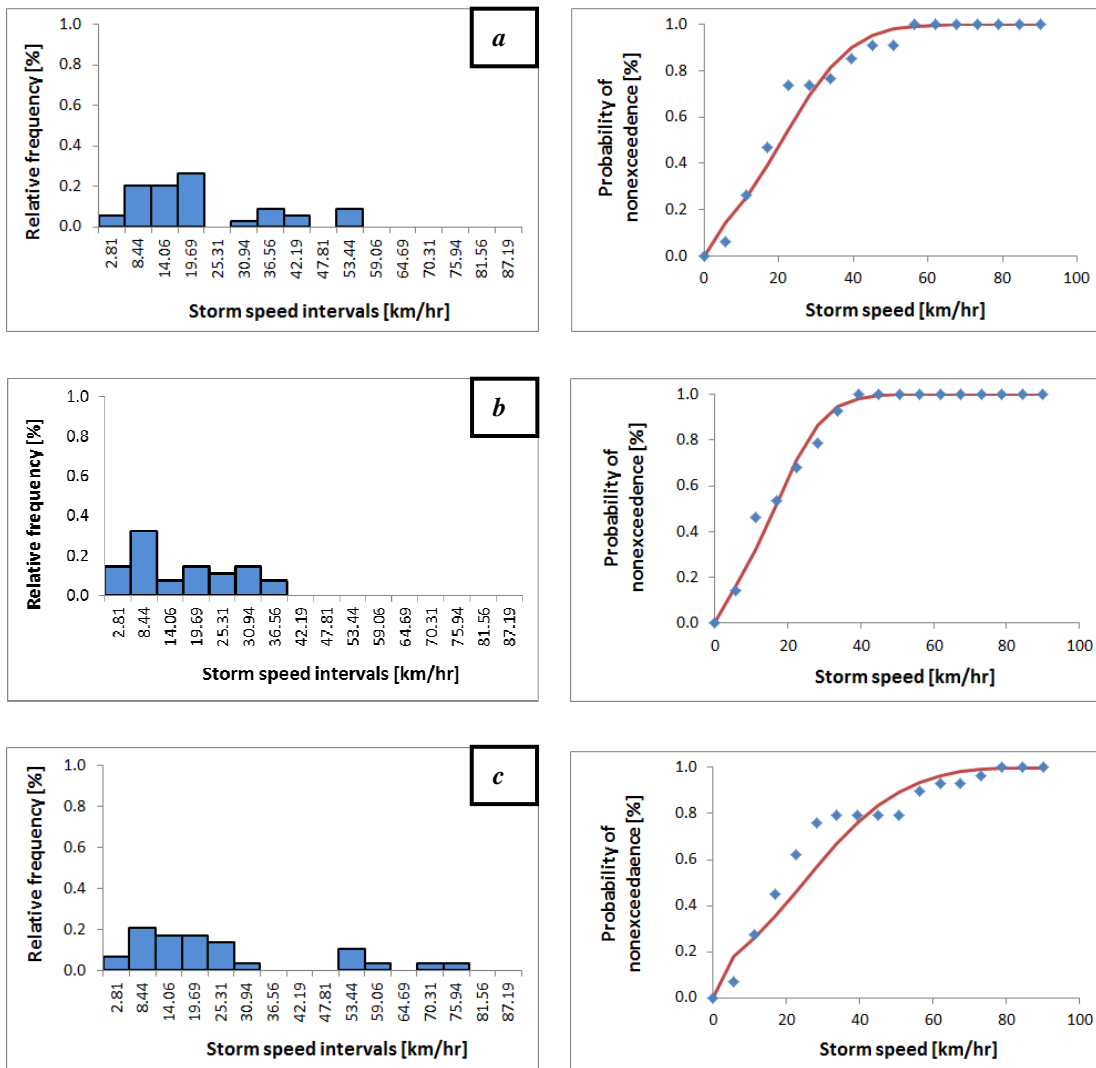 a
Relative frequency [%]
1.0
0.8
0.6
0.4
0.2
0.0
2.81 8.44 14.06 19.69 25.31 30.94 36.56 42.19 47.81 53.44 59.06 64.69 70.31 75.94 81.56 87.19
Storm speed intervals [km/hr]
Probability of
nonexceedence [%]
1.0
0.8
0.6
0.4
0.2
0.0
0 20 40 60 80 100
Storm speed [km/hr]
b
Relative frequency [%]
1.0
0.8
0.6
0.4
0.2
0.0
2.81 8.44 14.06 19.69 25.31 30.94 36.56 42.19 47.81 53.44 59.06 64.69 70.31 75.94 81.56 87.19
Storm speed intervals [km/hr]
Probability of
nonexceedence [%]
1.0
0.8
0.6
0.4
0.2
0.0
0 20 40 60 80 100
Storm speed [km/hr]
c
Relative frequency [%]
1.0
0.8
0.6
0.4
0.2
0.0
2.81 8.44 14.06 19.69 25.31 30.94 36.56 42.19 47.81 53.44 59.06 64.69 70.31 75.94 81.56 87.19
Storm speed intervals [km/hr]
Probability of
nonexceedaence [%]
1.0
0.8
0.6
0.4
0.2
0.0
0 20 40 60 80 100
Storm speed [km/hr]